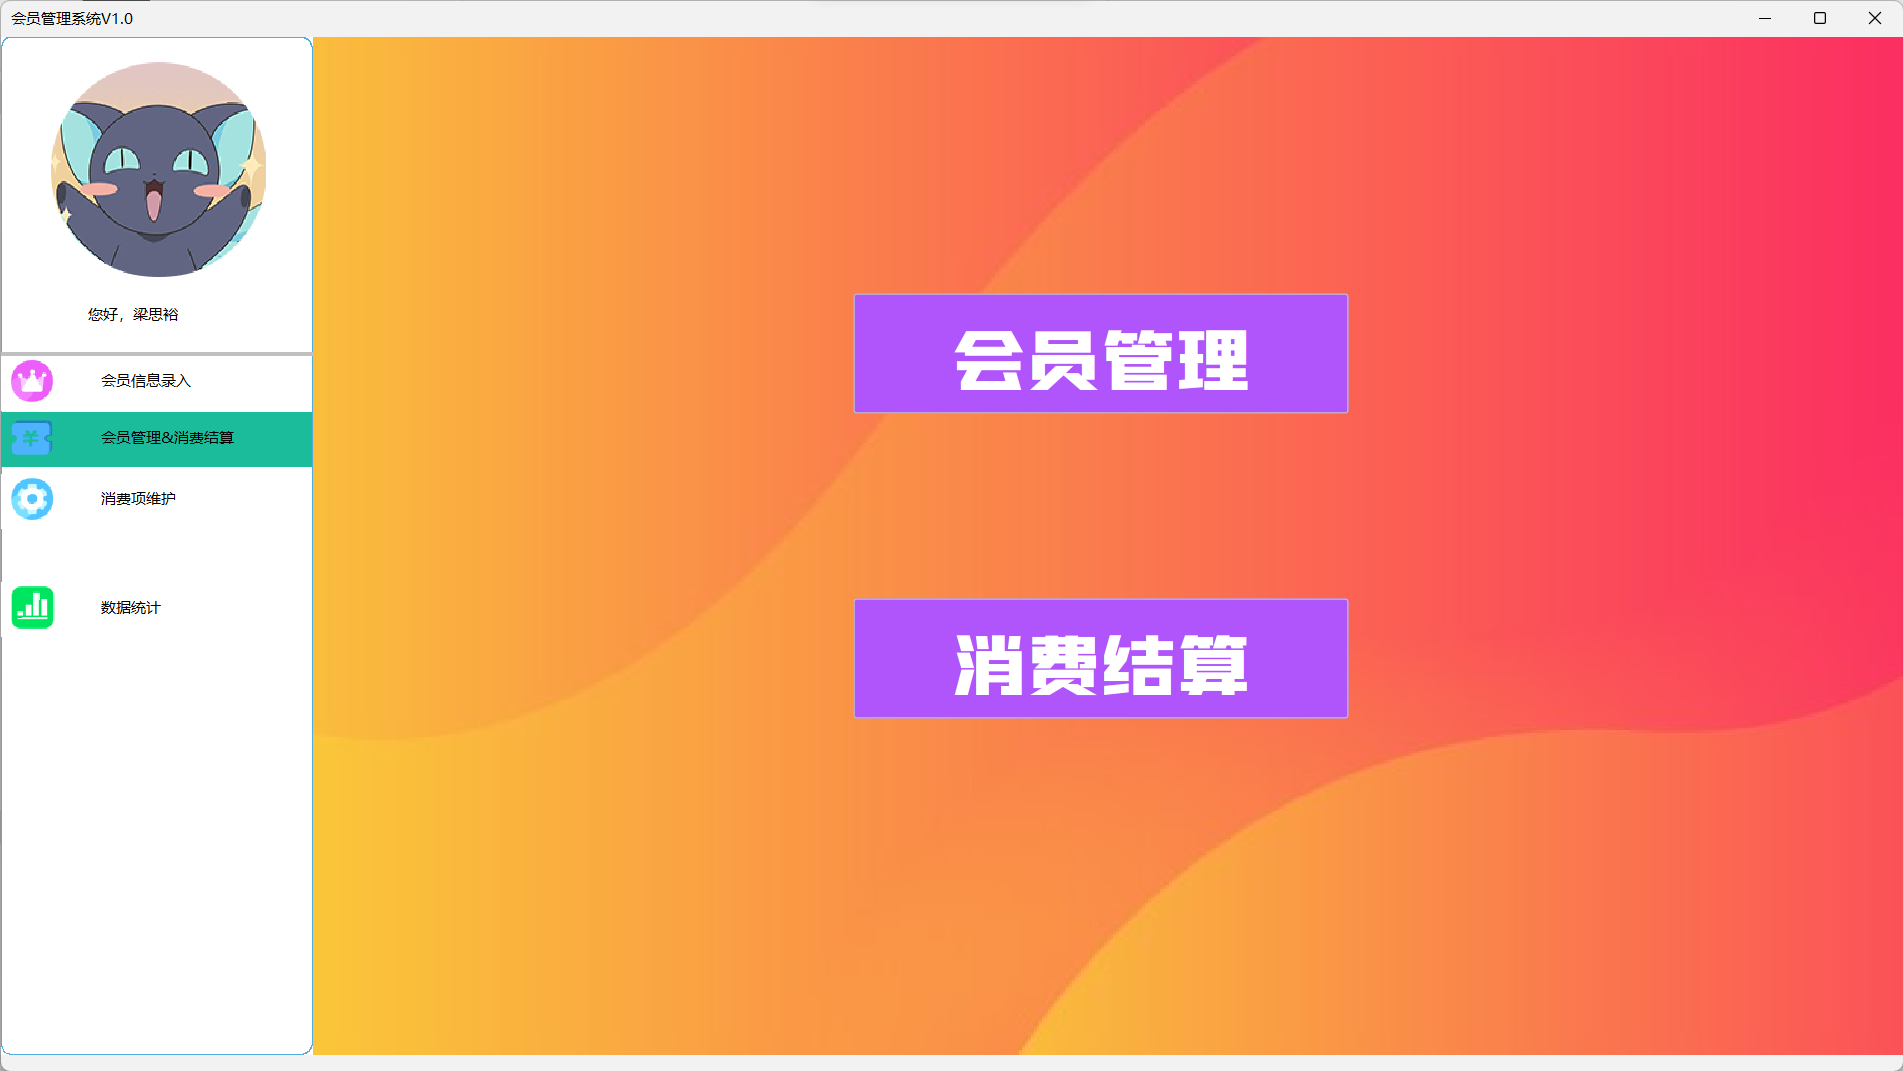 会员管理系统V1.0
您好，梁思裕
会员信息录入
会员管理&消费结算
消费项维护
数据统计
会员管理
消费结算